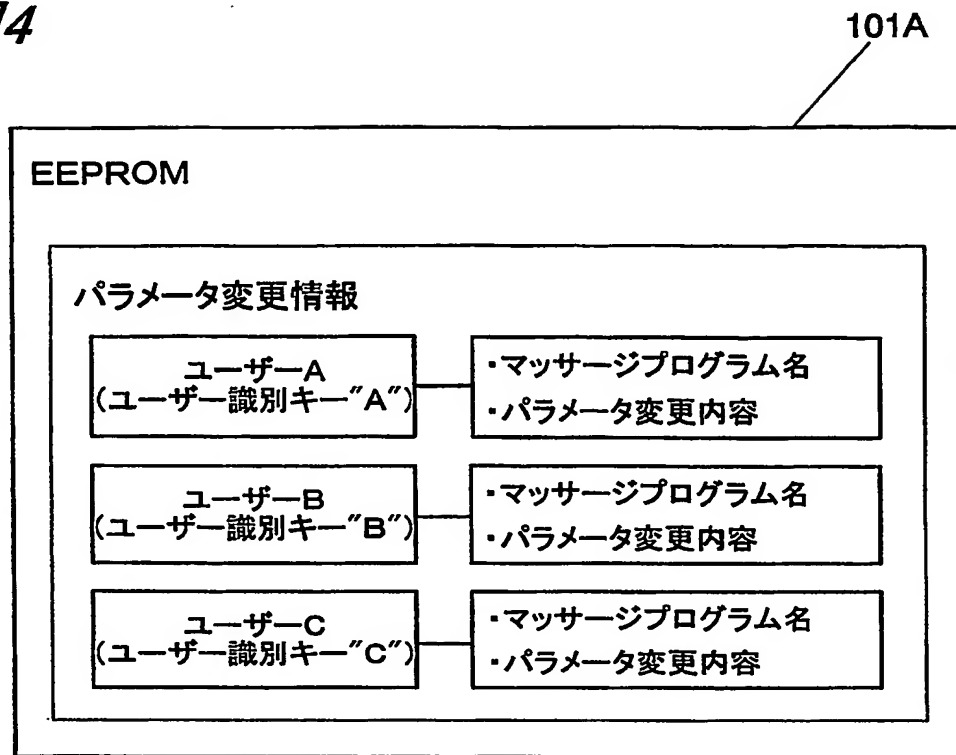 4
101A
EEPROM
パラメータ変更情報
ユーザーA
(ユーザー識別キー"A")
・マッサージプログラム名
・パラメータ変更内容
ユーザーB
(ユーザー識別キー"B")
・マッサージプログラム名
・パラメータ変更内容
ユーザーC
(ユーザー識別キー"C")
・マッサージプログラム名
・パラメータ変更内容